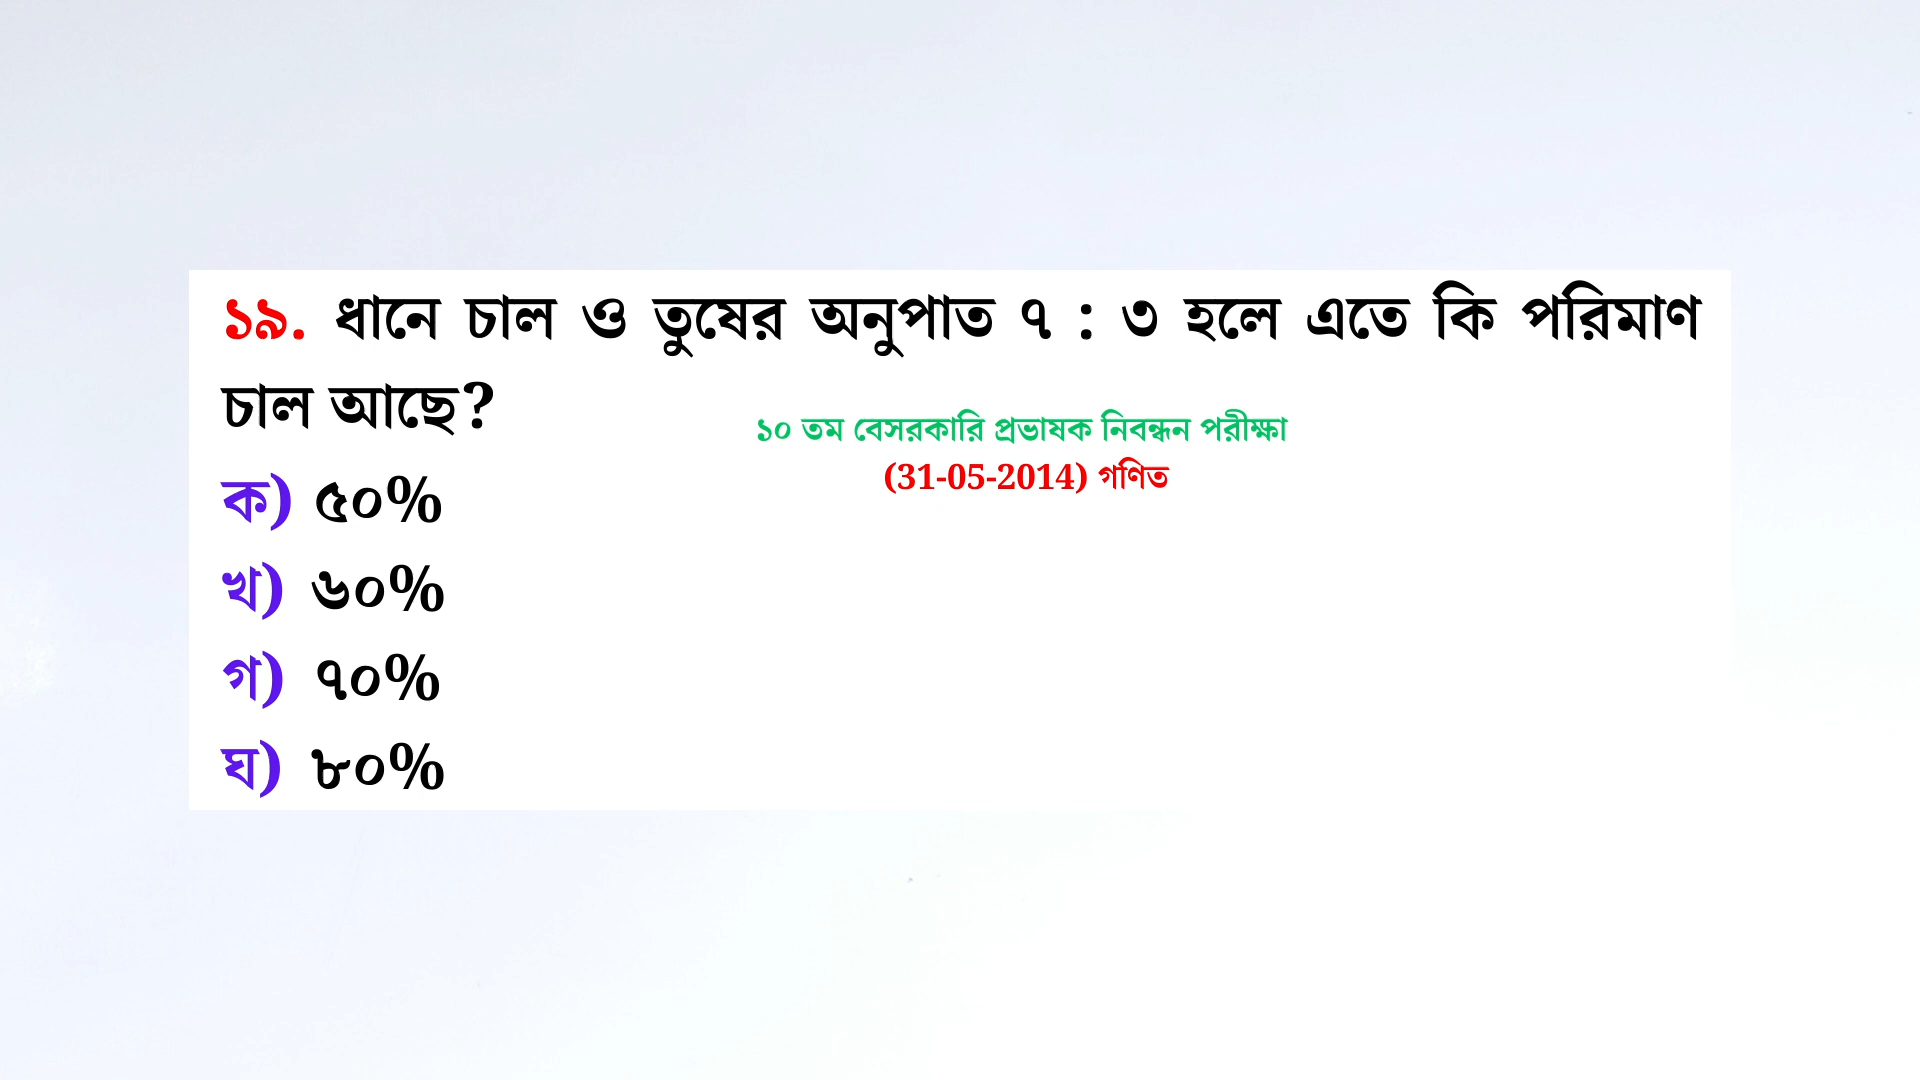 ১৯. ধানে চাল ও তুষের অনুপাত ৭ : ৩ হলে এতে কি পরিমাণ
চাল আছে?
১০ তম বেসরকারি প্রভাষক নিবন্ধন পরীক্ষা
(31-05-2014) গণিত
ক) ৫০%
খ) ৬০%
গ) ৭০%
ঘ) ৮০%